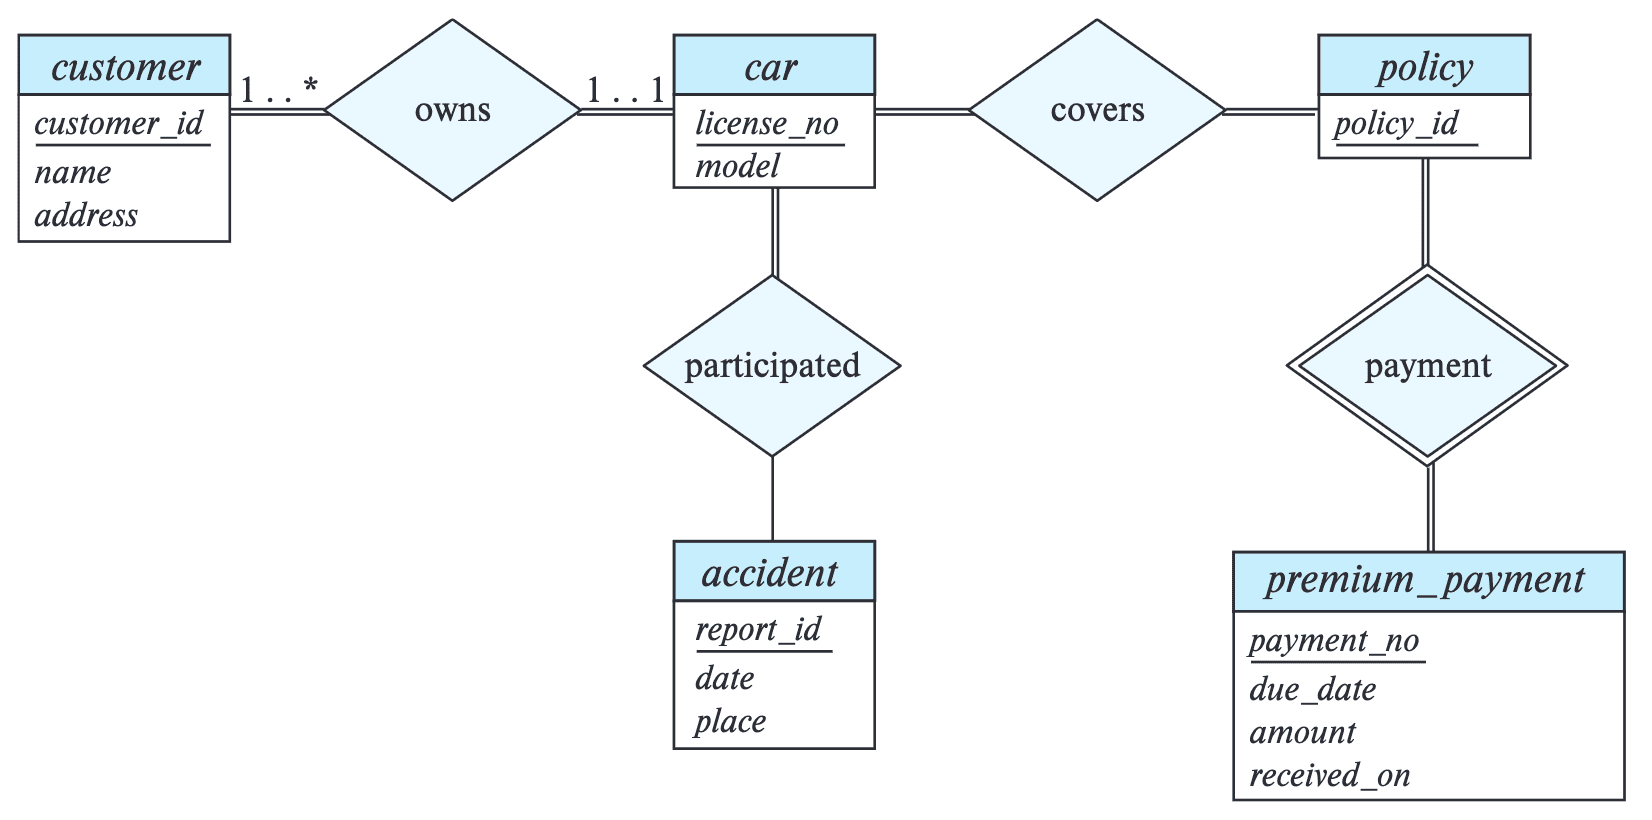 customer
customer_id
name
address
1 . . *
owns
1 . . 1
car
license_no
model
covers
policy
policy_id
participated
payment
accident
report_id
date
place
premium_payment
payment_no
due_date
amount
received_on